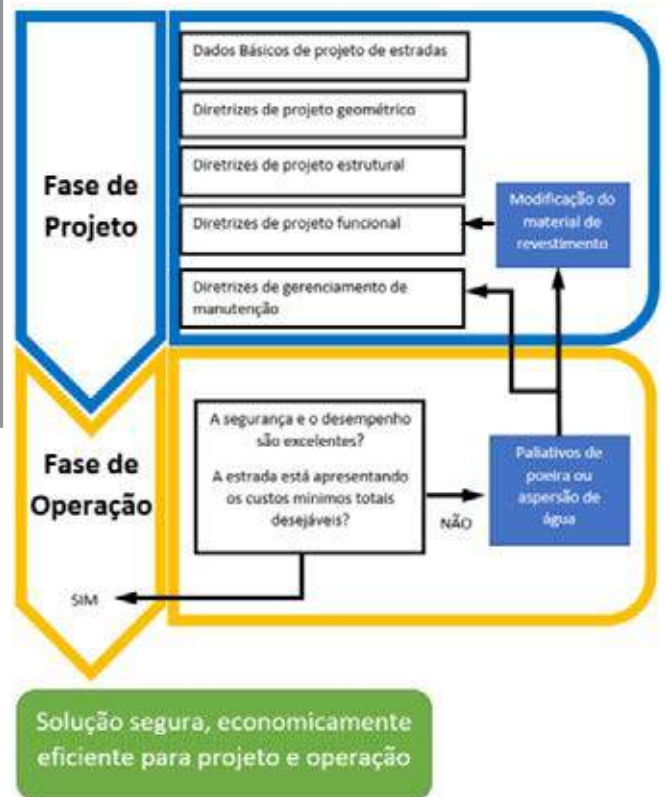 Dados Básicos de projeto de estradas
Diretrizes de projeto geométrico
Diretrizes de projeto estrutural
Fase de
Projeto
Diretrizes de projeto funcional
Modificação do
material de
revestimento
Diretrizes de gerenciamento de
manutenção
A segurança e o desempenho
são excelentes?
A estrada está apresentando
os custos mínimos totais
desejáveis?
Fase de
Operação
NÃO
Paliativos de
poeira ou
aspersão de
água
SIM
Solução segura, economicamente
eficiente para projeto e operação